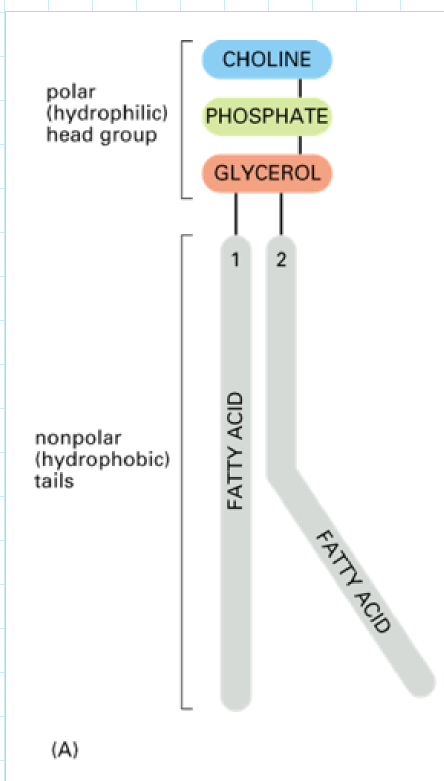 CHOLINE
polar
(hydrophilic)
head group
PHOSPHATE
GLYCEROL
1
2
nonpolar
(hydrophobic)
tails
FATTY ACID
FATTY ACID
(A)